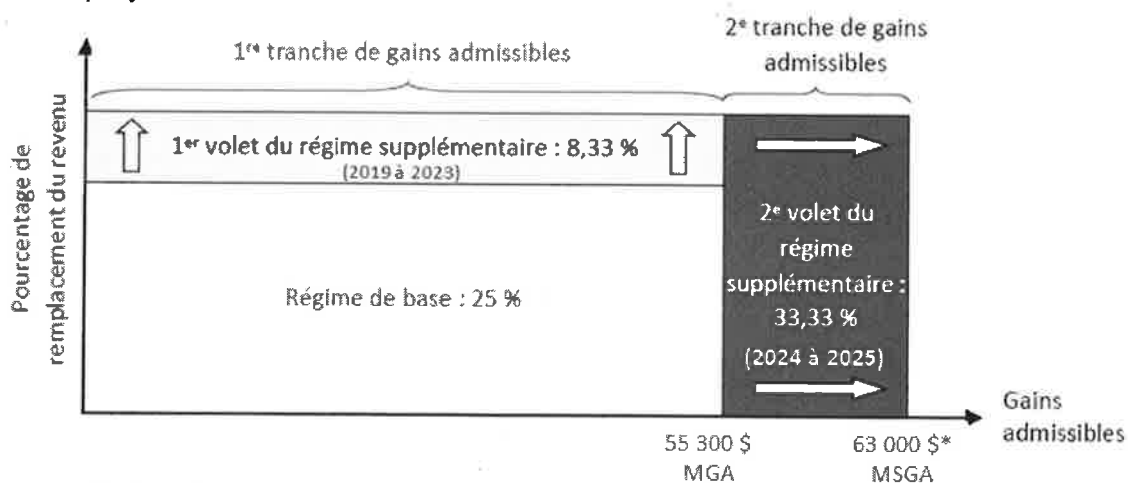 1re tranche de gains admissibles
2e tranche de gains
admissibles
Pourcentage de
remplacement du revenu
1er volet du régime supplémentaire : 8,33 %
(2019 à 2023)
Régime de base : 25 %
2e volet du
régime
supplémentaire :
33,33 %
(2024 à 2025)
Gains
admissibles
55 300 $
MGA
63 000 $*
MSGA